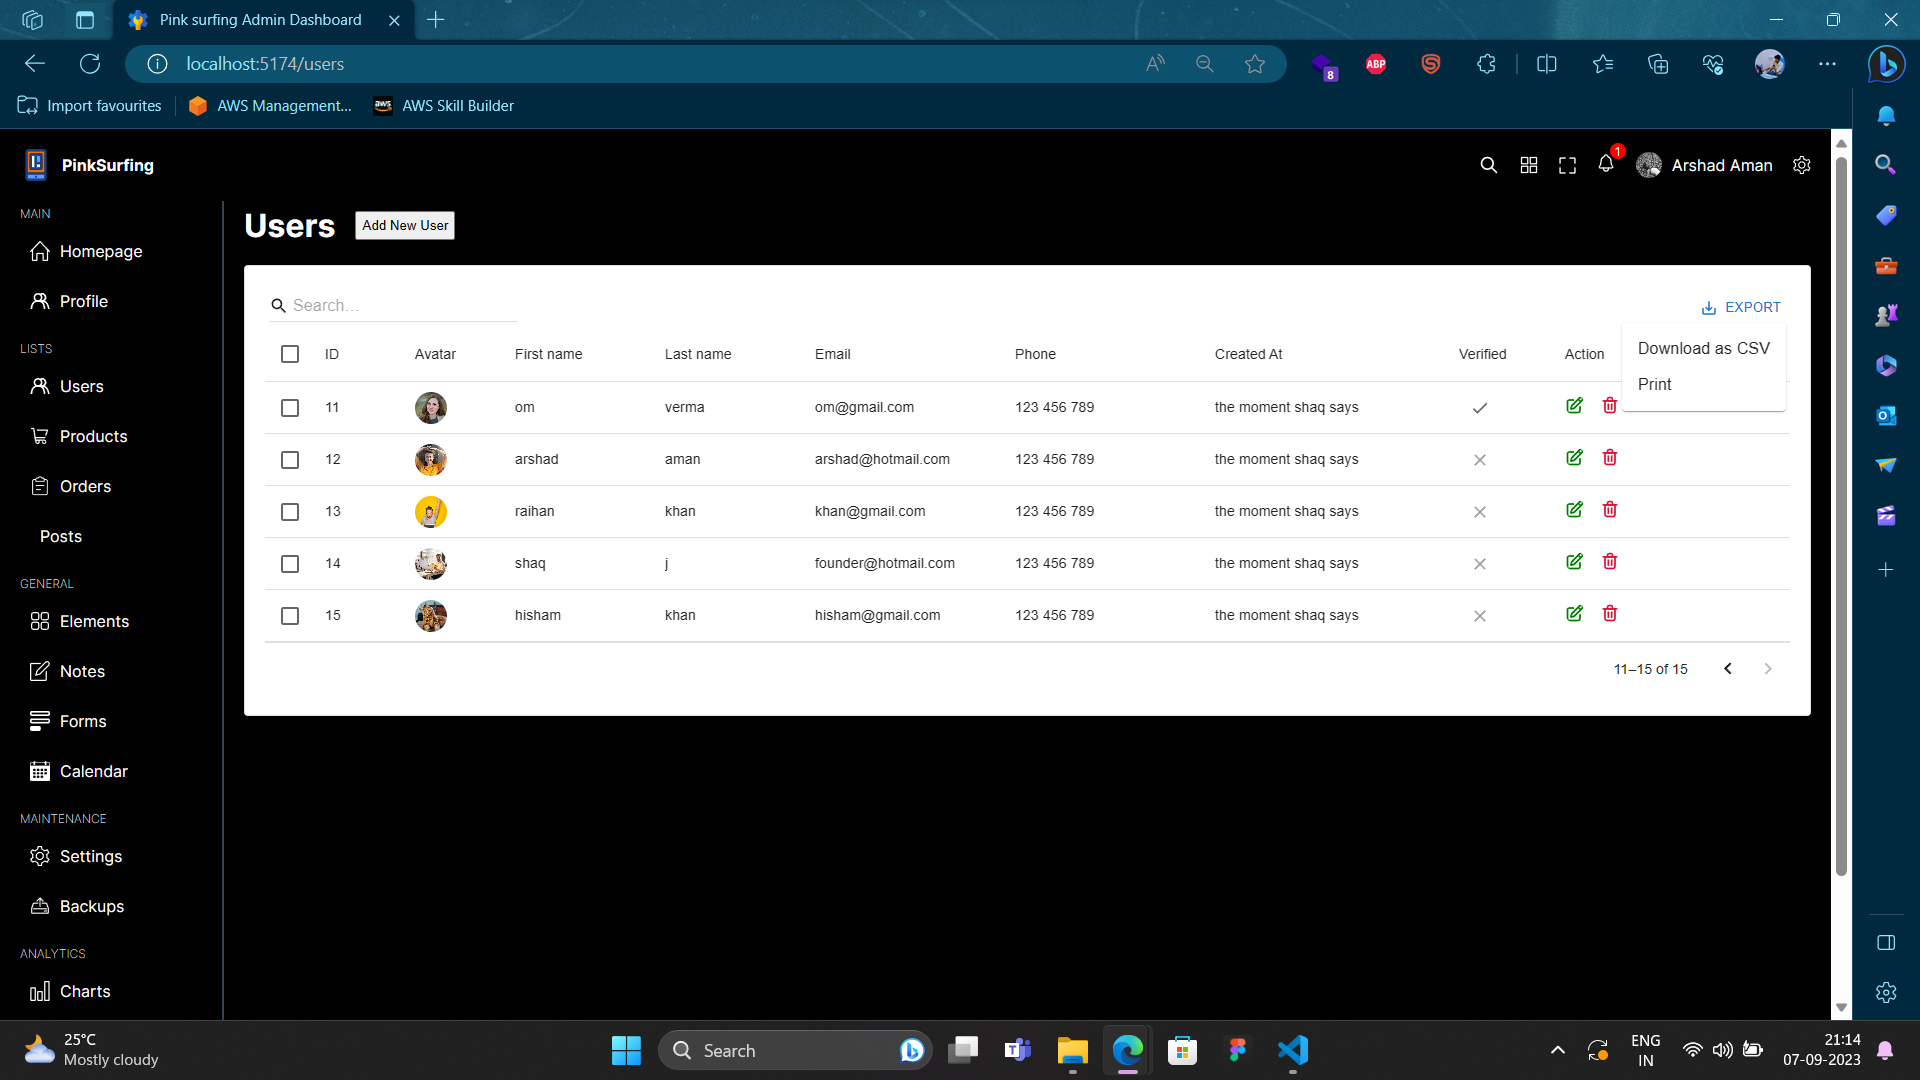 Pink surfing Admin Dashboard
localhost:5174/users
ABP
8
Import favourites
AWS Management...
aws
AWS Skill Builder
PinkSurfing
1
Arshad Aman
MAIN
Homepage
Profile
LISTS
Users
Products
Orders
Posts
GENERAL
Elements
Notes
Forms
Calendar
MAINTENANCE
Settings
Backups
ANALYTICS
Charts
Users
Add New User
Search...
EXPORT
Download as CSV
Print
ID Avatar First name Last name Email Phone Created At Verified Action
11 om verma om@gmail.com 123 456 789 the moment shaq says
12 arshad aman arshad@hotmail.com 123 456 789 the moment shaq says
13 raihan khan khan@gmail.com 123 456 789 the moment shaq says
14 shaq j founder@hotmail.com 123 456 789 the moment shaq says
15 hisham khan hisham@gmail.com 123 456 789 the moment shaq says
11–15 of 15
25°C
Mostly cloudy
Search
ENG
IN
21:14
07-09-2023